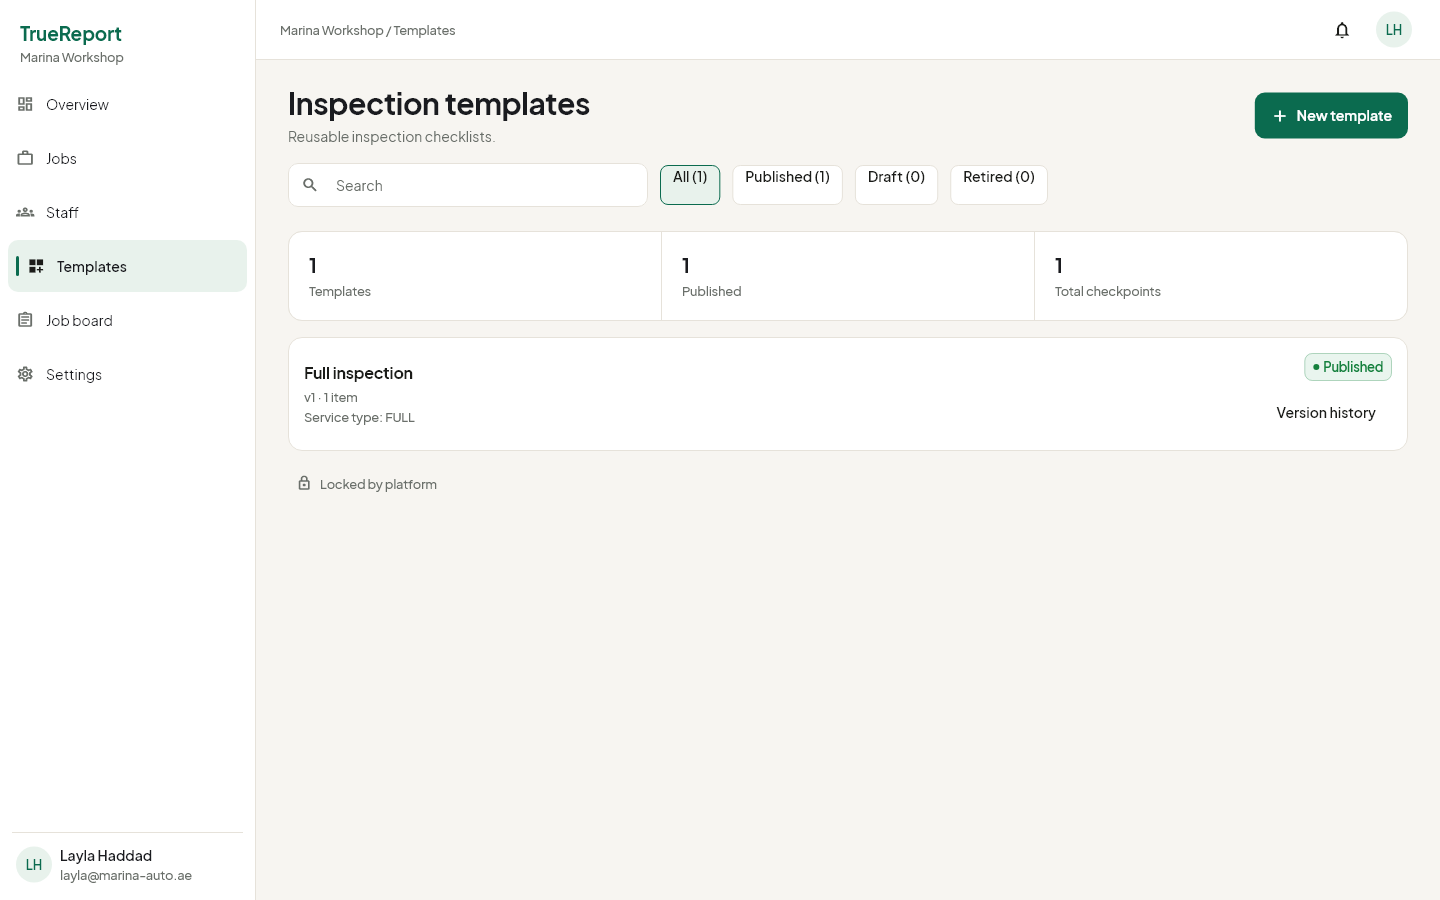 TrueReport
Marina Workshop
Overview
Jobs
Staff
Templates
Job board
Settings
Layla Haddad
layla@marina-auto.ae
LH
Marina Workshop / Templates
LH
Inspection templates
Reusable inspection checklists.
New template
Search
All (1)
Published (1)
Draft (0)
Retired (0)
1
Templates
1
Published
1
Total checkpoints
Full inspection
v1 · 1 item
Service type: FULL
Published
Version history
Locked by platform